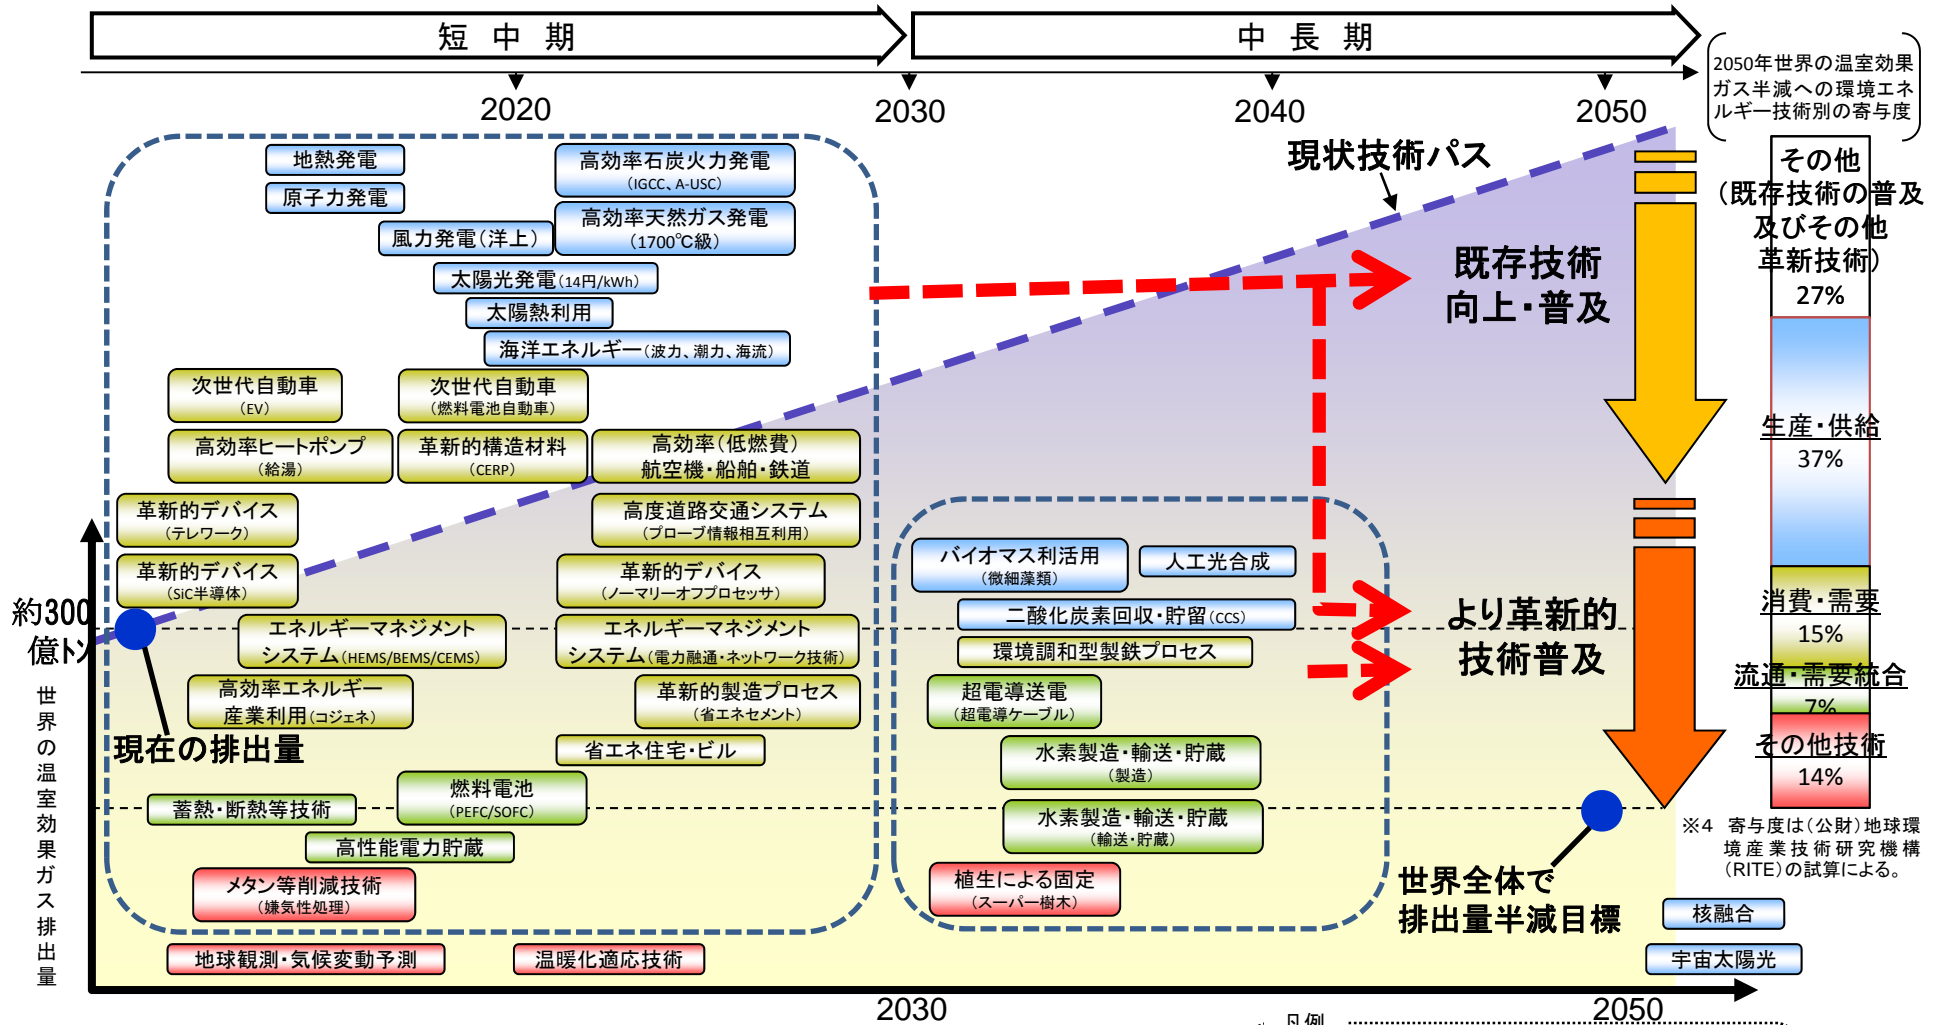 短中期
中長期
2020
2030
2040
2050
2050年世界の温室効果
ガス半減への環境エネ
ルギー技術別の寄与度
地熱発電
原子力発電
風力発電(洋上)
高効率石炭火力発電
(IGCC、A-USC)
高効率天然ガス発電
(1700℃級)
太陽光発電(14円/kWh)
太陽熱利用
海洋エネルギー(波力、潮力、海流)
次世代自動車
(EV)
次世代自動車
(燃料電池自動車)
高効率ヒートポンプ
(給湯)
革新的構造材料
(CERP)
高効率(低燃費)
航空機・船舶・鉄道
革新的デバイス
(テレワーク)
高度道路交通システム
(プローブ情報相互利用)
革新的デバイス
(SiC半導体)
革新的デバイス
(ノーマリーオフプロセッサ)
エネルギーマネジメント
システム(HEMS/BEMS/CEMS)
エネルギーマネジメント
システム(電力融通・ネットワーク技術)
高効率エネルギー
産業利用(コジェネ)
革新的製造プロセス
(省エネセメント)
省エネ住宅・ビル
燃料電池
(PEFC/SOFC)
蓄熱・断熱等技術
高性能電力貯蔵
メタン等削減技術
(嫌気性処理)
地球観測・気候変動予測
温暖化適応技術
約300
億トン
世界の温室効果ガス排出量
現在の排出量
現状技術パス
既存技術
向上・普及
より革新的
技術普及
バイオマス利活用
(微細藻類)
人工光合成
二酸化炭素回収・貯留(CCS)
環境調和型製鉄プロセス
超電導送電
(超電導ケーブル)
水素製造・輸送・貯蔵
(製造)
水素製造・輸送・貯蔵
(輸送・貯蔵)
植生による固定
(スーパー樹木)
世界全体で
排出量半減目標
核融合
宇宙太陽光
その他
(既存技術の普及
及びその他
革新技術)
27%
生産・供給
37%
消費・需要
15%
流通・需要統合
7%
その他技術
14%
※4 寄与度は(公財)地球環
境産業技術研究機構
(RITE)の試算による。
2030
2050
凡例